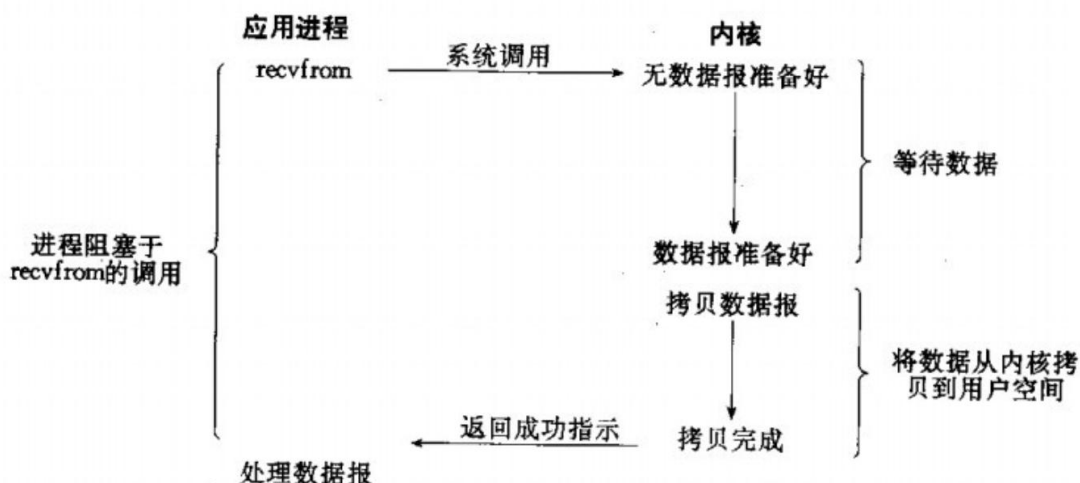 应用进程
内核
recvfrom
系统调用
无数据报准备好
等待数据
进程阻塞于
recvfrom的调用
数据报准备好
拷贝数据报
将数据从内核拷
贝到用户空间
返回成功指示
拷贝完成
处理数据报